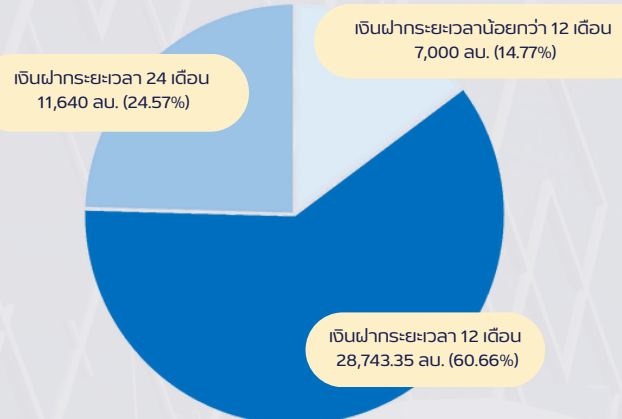 เงินฝากระยะเวลาน้อยกว่า 12 เดือน
7,000 ลบ. (14.77%)
เงินฝากระยะเวลา 24 เดือน
11,640 ลบ. (24.57%)
เงินฝากระยะเวลา 12 เดือน
28,743.35 ลบ. (60.66%)